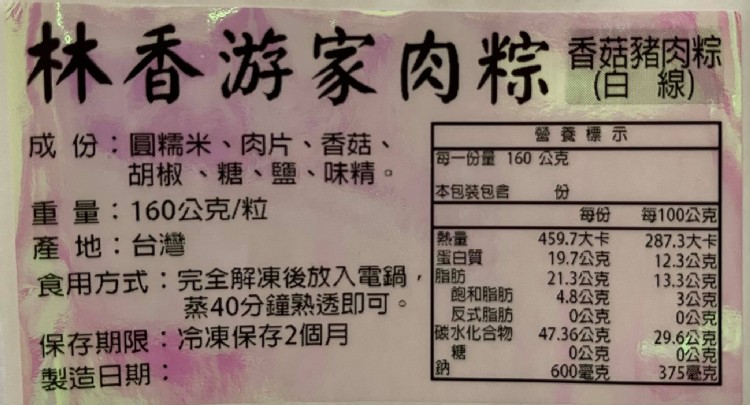 林香游家肉粽
香菇豬肉粽
(白 線)
成 份：圓糯米、肉片、香菇、
胡椒、糖、鹽、味精。
重 量：160公克/粒
產 地：台灣
食用方式：完全解凍後放入電鍋，
蒸40分鐘熟透即可。
保存期限：冷凍保存2個月
製造日期：
營養標示
每一份量 160 公克
本包裝包含 份
每份 每100公克
熱量 459.7大卡 287.3大卡
蛋白質 19.7公克 12.3公克
脂肪 21.3公克 13.3公克
飽和脂肪 4.8公克 3公克
反式脂肪 0公克 0公克
碳水化合物 47.36公克 29.6公克
糖 0公克 0公克
鈉 600毫克 375毫克